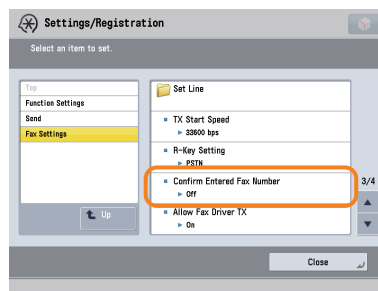 Settings/Registration
Select an item to set.
Top
Function Settings
Send
Fax Settings
Up
Set Line
TX Start Speed
33600 bps
R-Key Setting
PSTN
Confirm Entered Fax Number
Off
Allow Fax Driver TX
On
3/4
Close